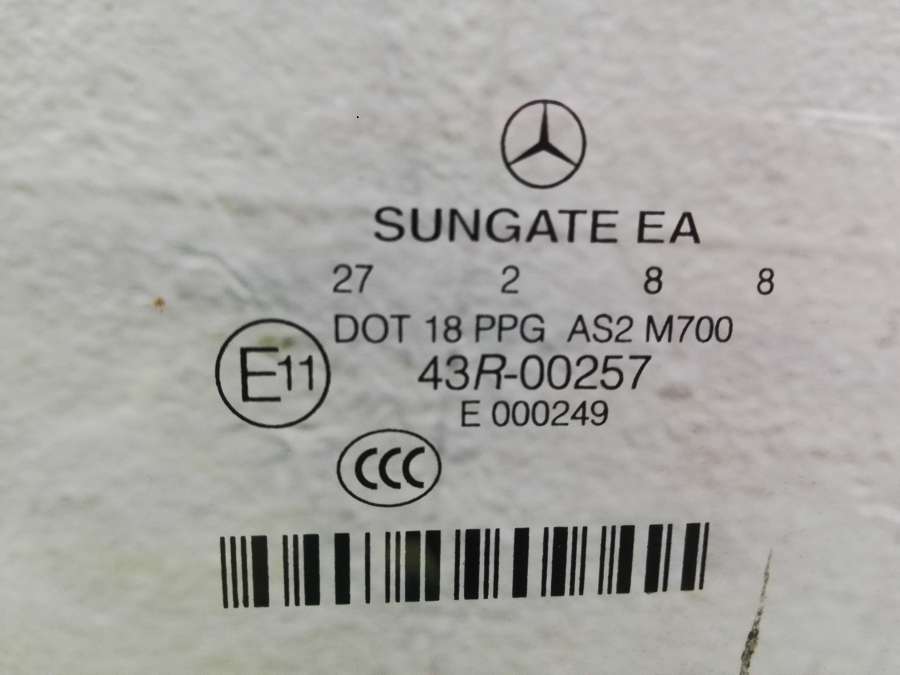 SUNGATE EA
27 2 8 8
DOT 18 PPG AS2 M700
E11 43R-00257
E 000249
CCC